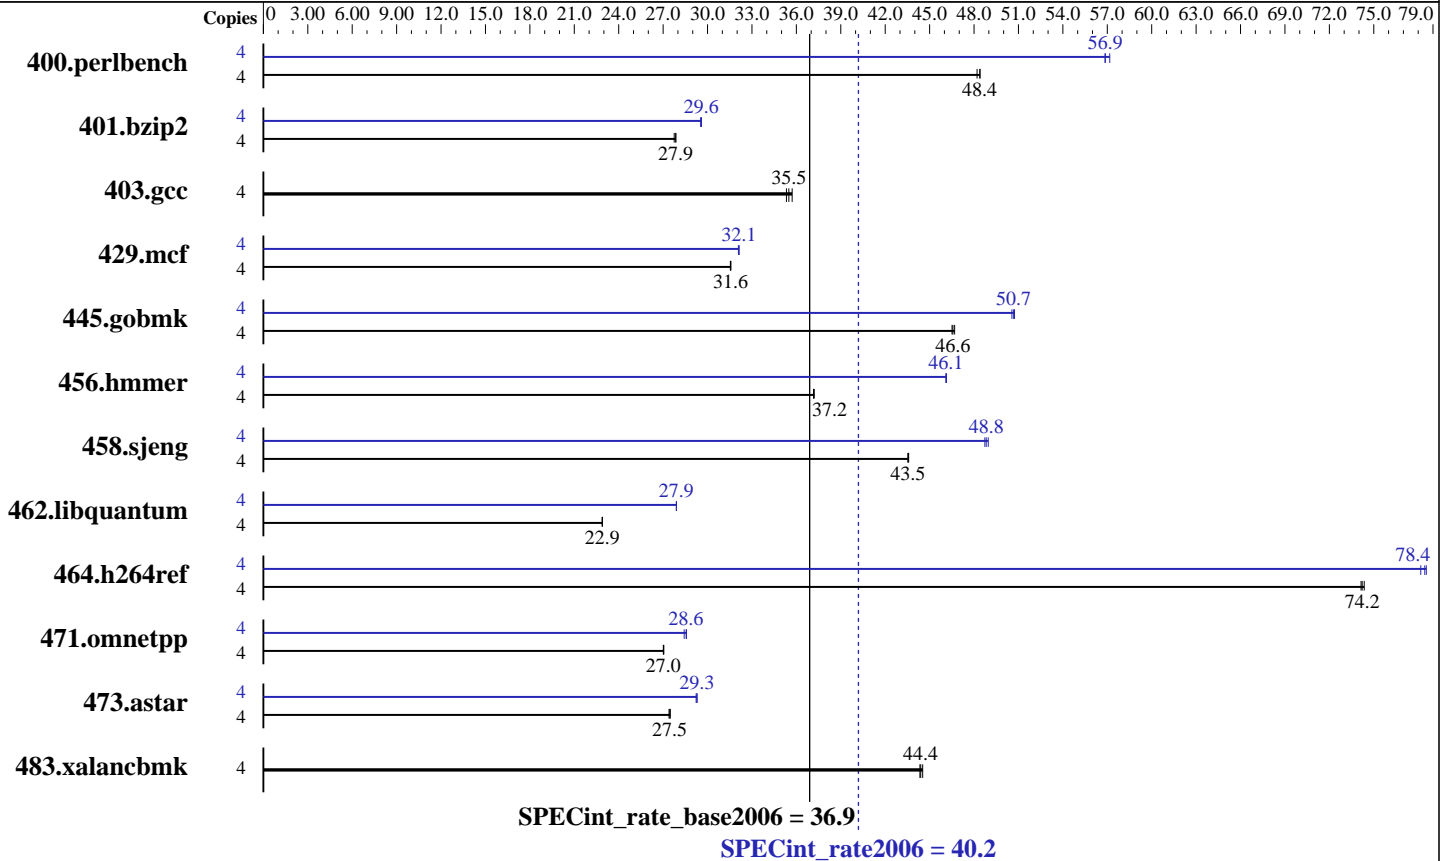 Copies 0 3.00 6.00 9.00 12.0 15.0 18.0 21.0 24.0 27.0 30.0 33.0 36.0 39.0 42.0 45.0 48.0 51.0 54.0 57.0 60.0 63.0 66.0 69.0 72.0 75.0 79.0
400.perlbench
4 56.9
4 48.4
401.bzip2
4 29.6
4 27.9
403.gcc
4 35.5
429.mcf
4 32.1
4 31.6
445.gobmk
4 50.7
4 46.6
456.hmmer
4 46.1
4 37.2
458.sjeng
4 48.8
4 43.5
462.libquantum
4 27.9
4 22.9
464.h264ref
4 78.4
4 74.2
471.omnetpp
4 28.6
4 27.0
473.astar
4 29.3
4 27.5
483.xalancbmk
4 44.4
SPECint_rate_base2006 = 36.9
SPECint_rate2006 = 40.2